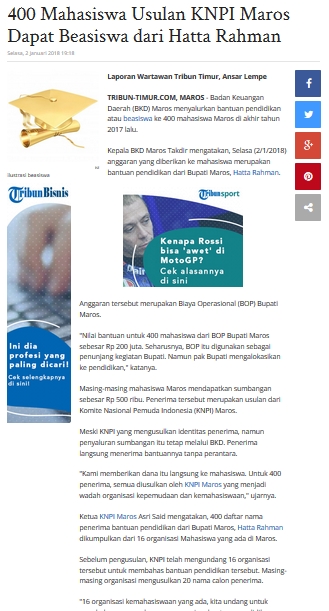 400 Mahasiswa Usulan KNPI Maros
Dapat Beasiswa dari Hatta Rahman
Selasa, 2 Januari 2018 19:18
Laporan Wartawan Tribun Timur, Ansar Lempe
TRIBUN-TIMUR.COM, MAROS - Badan Keuangan
Daerah (BKD) Maros menyalurkan bantuan pendidikan
atau beasiswa ke 400 mahasiswa Maros di akhir tahun
2017 lalu.
Kepala BKD Maros Takdir mengatakan, Selasa (2/1/2018)
anggaran yang diberikan ke mahasiswa merupakan
bantuan pendidikan dari Bupati Maros, Hatta Rahman.
ilustrasi beasiswa
TribunBisnis
Ini dia
profesi yang
paling dicari!
Cek selengkapnya
di sini
Tribunsport
Kenapa Rossi
bisa 'awet' di
MotoGP?
Cek alasannya
di sini
Anggaran tersebut merupakan Biaya Operasional (BOP) Bupati
Maros.
"Nilai bantuan untuk 400 mahasiswa dari BOP Bupati Maros
sebesar Rp 200 juta. Seharusnya, BOP itu digunakan sebagai
penunjang kegiatan Bupati. Namun pak Bupati mengalokasikan
ke pendidikan," katanya.
Masing-masing mahasiswa Maros mendapatkan sumbangan
sebesar Rp 500 ribu. Penerima tersebut merupakan usulan dari
Komite Nasional Pemuda Indonesia (KNPI) Maros.
Meski KNPI yang mengusulkan identitas penerima, namun
penyaluran sumbangan itu tetap melalui BKD. Penerima
langsung menerima bantuannya tanpa perantara.
"Kami memberikan dana itu langsung ke mahasiswa. Untuk 400
penerima, semua diusulkan oleh KNPI Maros yang menjadi
wadah organisasi kepemudaan dan kemahasiswaan," ujarnya.
Ketua KNPI Maros Asri Said mengatakan, 400 daftar nama
penerima bantuan pendidikan dari Bupati Maros, Hatta Rahman
dikumpulkan dari 16 organisasi Mahasiswa yang ada di Maros.
Sebelum pengusulan, KNPI telah mengundang 16 organisasi
tersebut untuk membahas bantuan pendidikan tersebut. Masing-
masing organisasi mengusulkan 20 nama calon penerima.
"16 organisasi kemahasiswaan yang ada, kita undang untuk